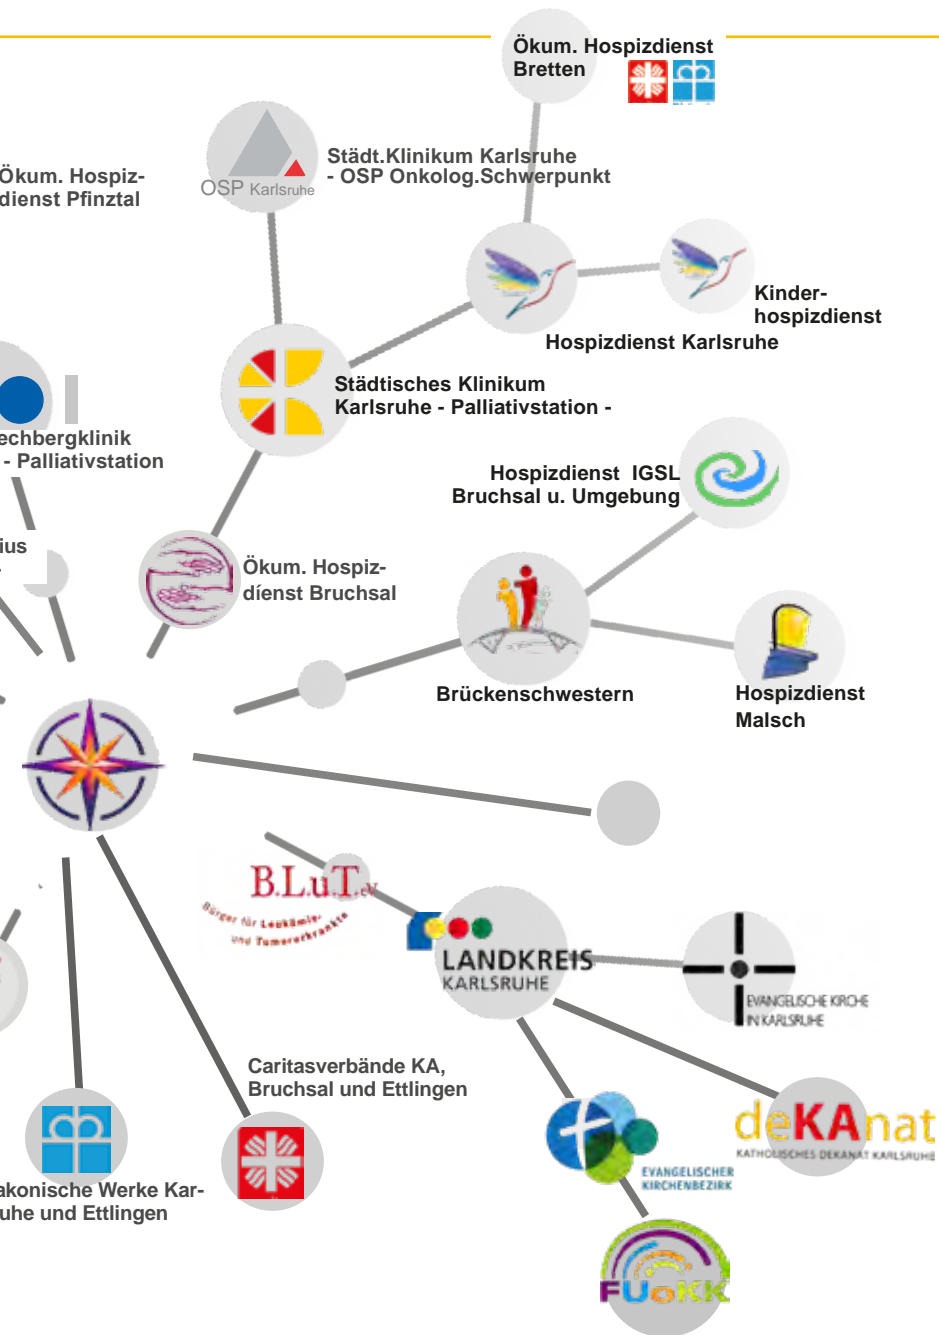 Ökum. Hospizdienst
Bretten
Städt.Klinikum Karlsruhe
- OSP Onkolog.Schwerpunkt
Ökum. Hospiz-
dienst Pfinztal
OSP Karlsruhe
Kinder-
hospizdienst
Hospizdienst Karlsruhe
Städtisches Klinikum
Karlsruhe - Palliativstation -
echbergklinik
- Palliativstation
Hospizdienst IGSL
Bruchsal u. Umgebung
ius
Ökum. Hospiz-
díenst Bruchsal
Brückenschwestern
Hospizdienst
Malsch
B.L.u.T.eV
Bürger für Leukämie-
und Tumorerkrankte
LANDKREIS
KARLSRUHE
EVANGELISCHE KIRCHE
IN KARLSRUHE
Caritasverbände KA,
Bruchsal und Ettlingen
deKAnat
KATHOLISCHES DEKANAT KARLSRUHE
EVANGELISCHER
KIRCHENBEZIRK
akonische Werke Kar-
uhe und Ettlingen
FUoKK